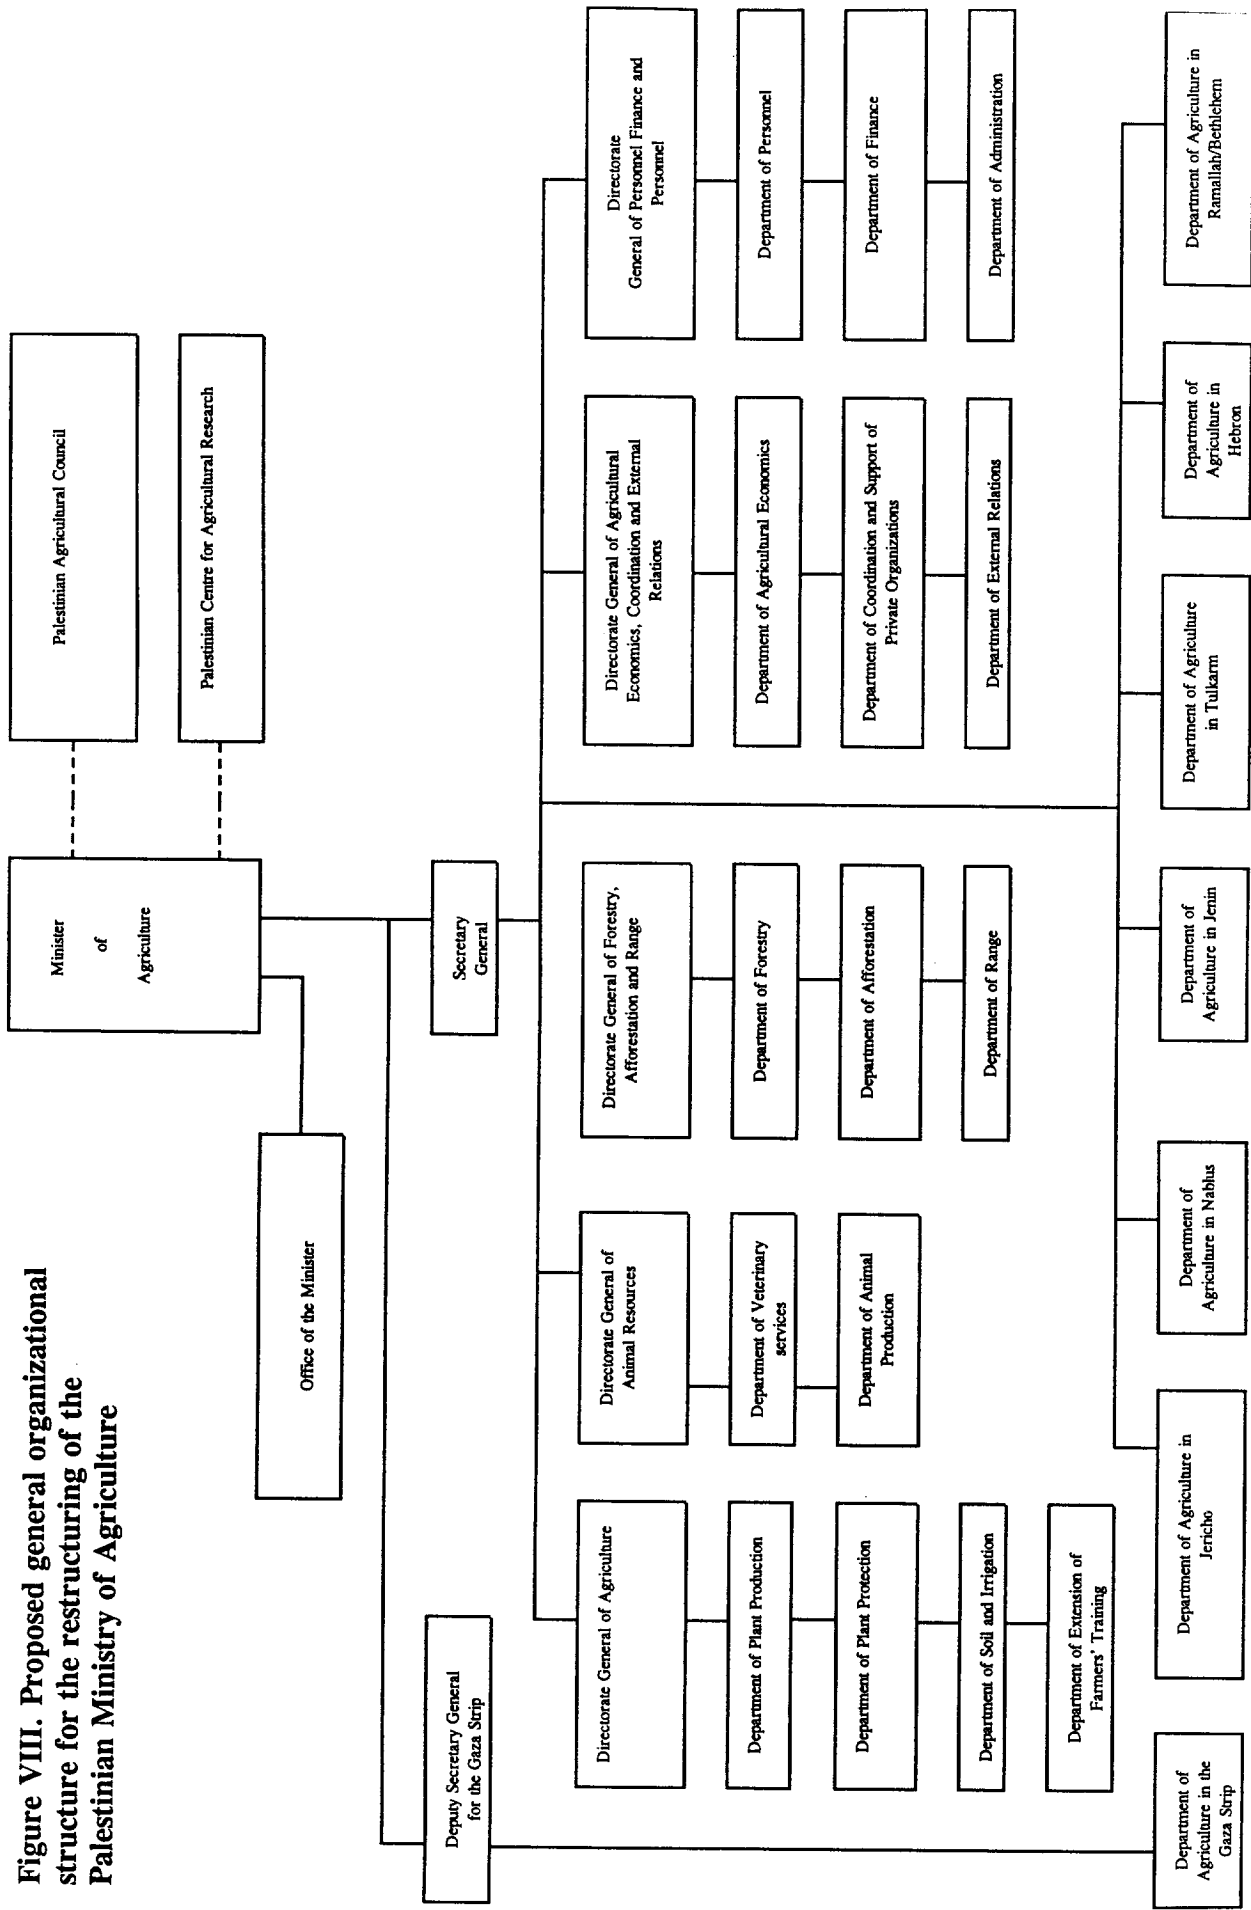 Figure VIII. Proposed general organizational
structure for the restructuring of the
Palestinian Ministry of Agriculture
Minister
of
Agriculture
Palestinian Agricultural Council
Palestinian Centre for Agricultural Research
Office of the Minister
Deputy Secretary General
for the Gaza Strip
Secretary
General
Directorate General of Agriculture
Department of Plant Production
Department of Plant Protection
Department of Soil and Irrigation
Department of Extension of
Farmers' Training
Directorate General of
Animal Resources
Department of Veterinary
services
Department of Animal
Production
Directorate General of Forestry,
Afforestation and Range
Department of Forestry
Department of Afforestation
Department of Range
Directorate General of Agricultural
Economics, Coordination and External
Relations
Department of Agricultural Economics
Department of Coordination and Support of
Private Organizations
Department of External Relations
Directorate
General of Personnel Finance and
Personnel
Department of Personnel
Department of Finance
Department of Administration
Department of
Agriculture in the
Gaza Strip
Department of Agriculture in
Jericho
Department of
Agriculture in Nablus
Department of
Agriculture in Jenin
Department of Agriculture
in Tulkarm
Department of
Agriculture in
Hebron
Department of Agriculture in
Ramallah/Bethlehem